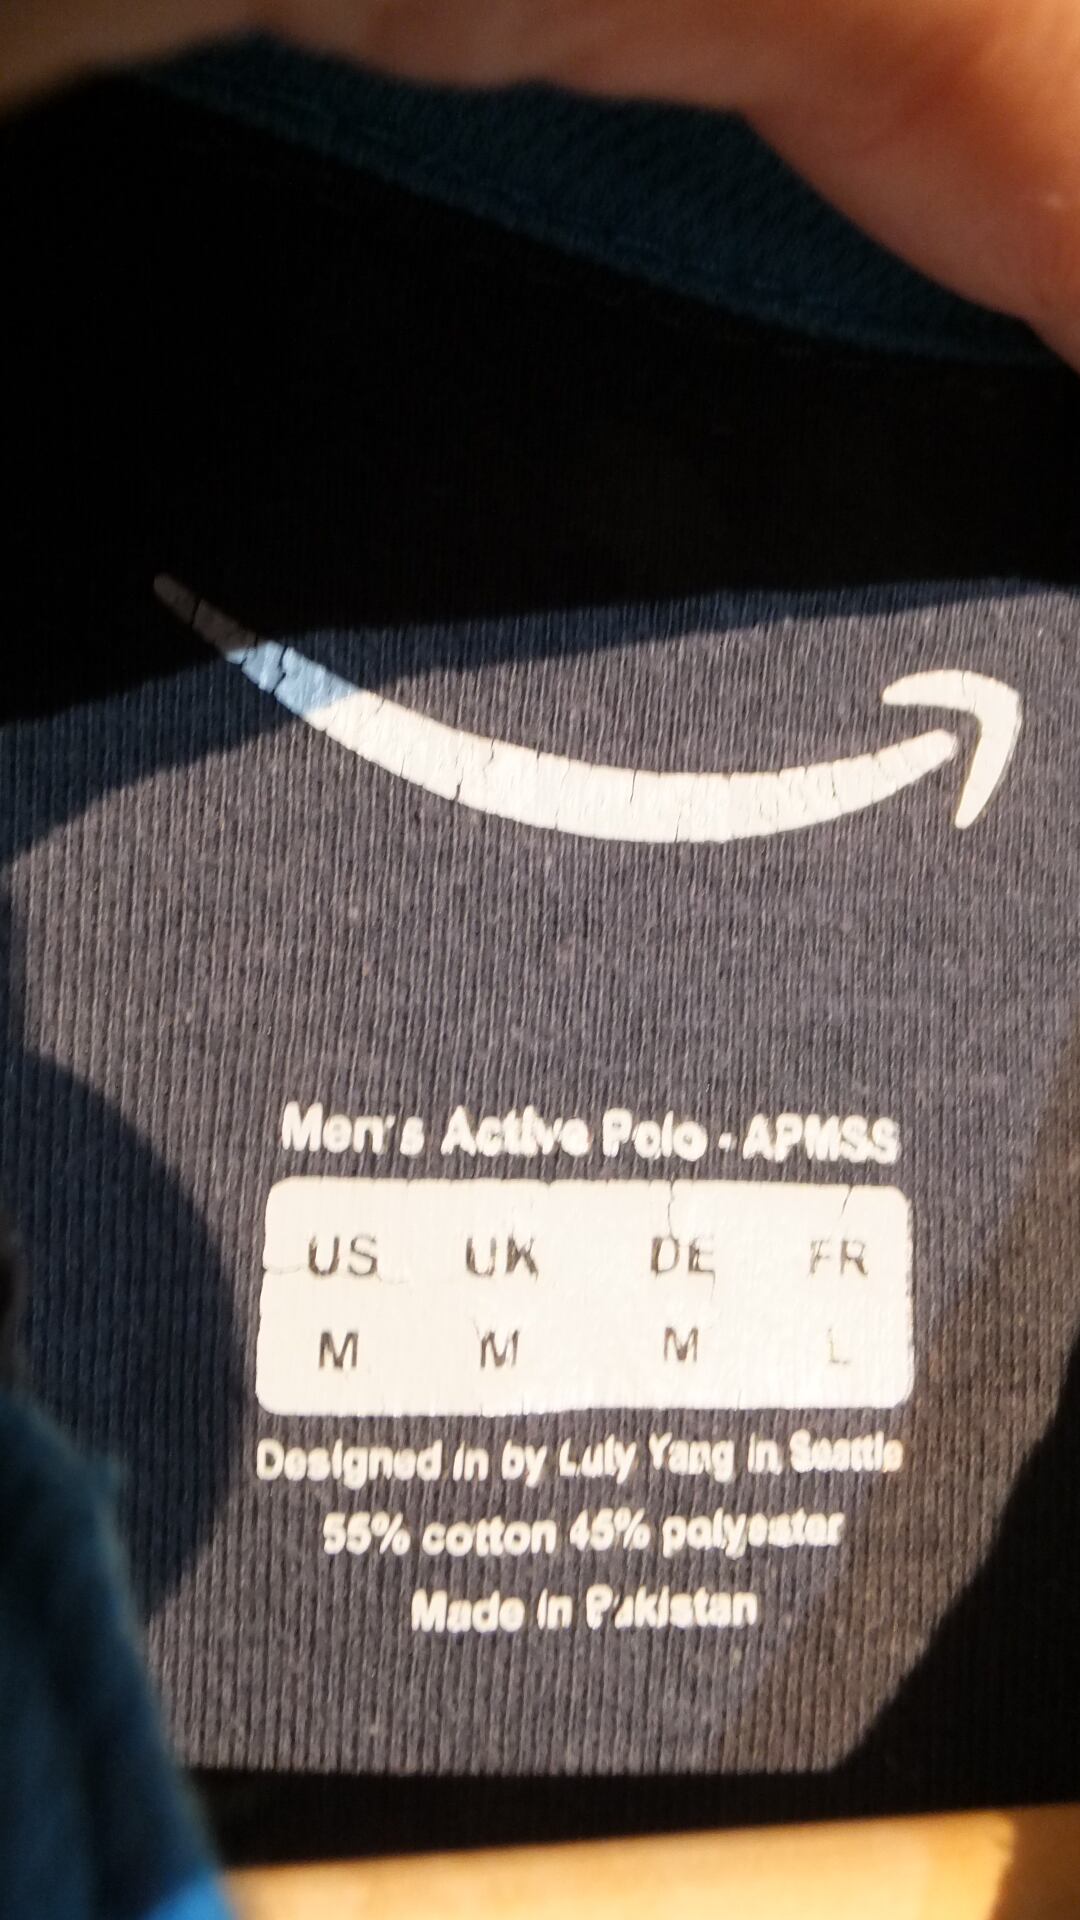 Men's Active Polo - APMSS
US UK DE FR
M M M L
Designed in by Luly Yang in Seattle
55% cotton 45% polyester
Made in Pakistan